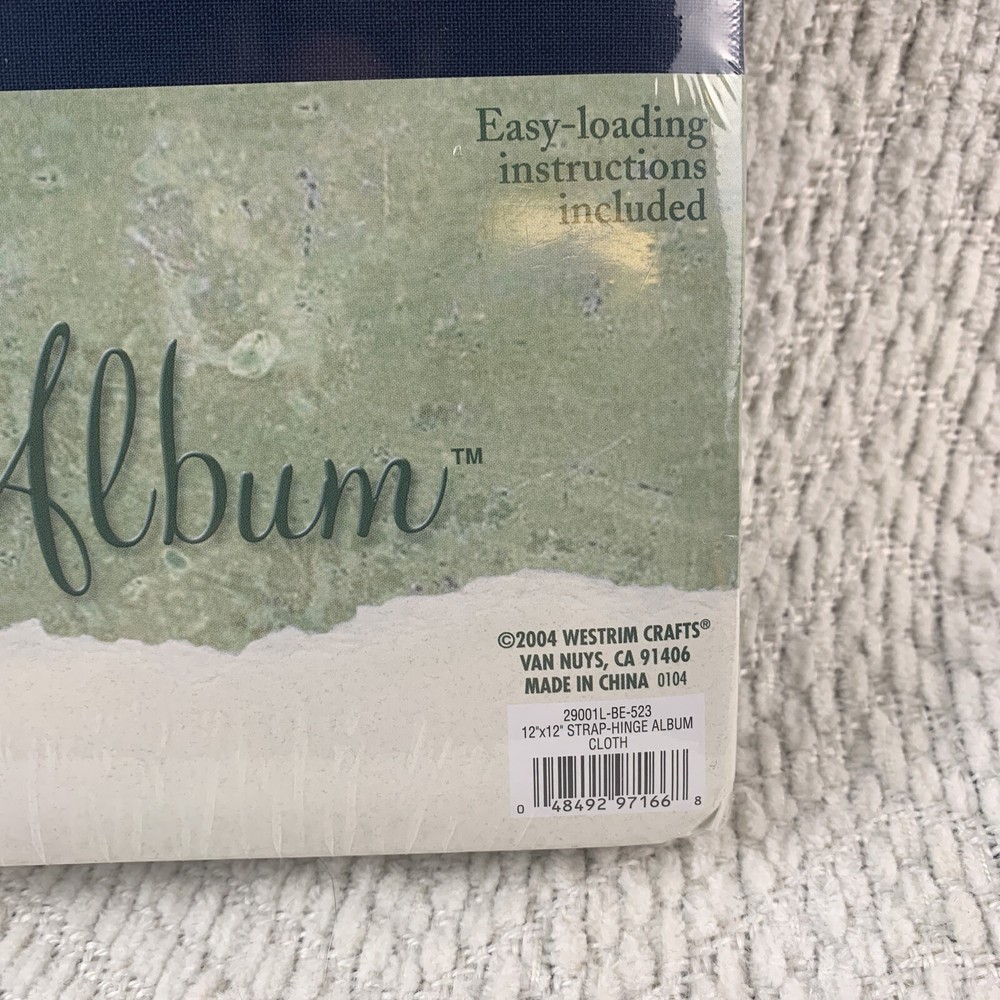 Easy-loading
instructions
included
Album™
©2004 WESTRIM CRAFTS®
VAN NUYS, CA 91406
MADE IN CHINA 0104
29001L-BE-523
12"x12" STRAP-HINGE ALBUM
CLOTH
0 48492 97166 8